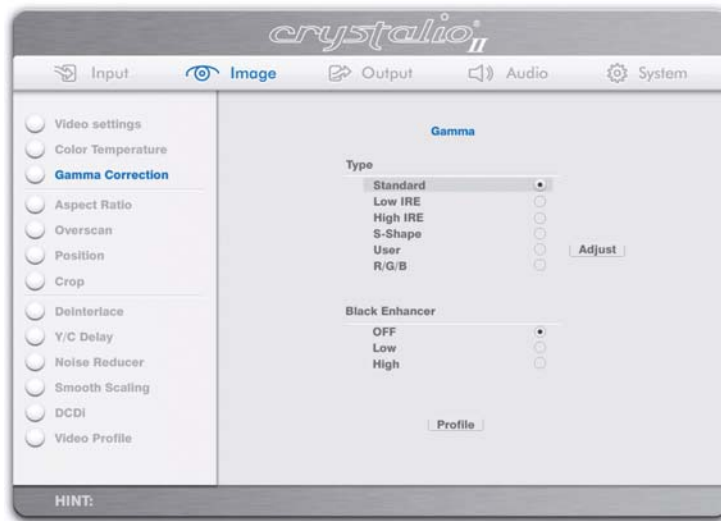 crystalio II
Input Image Output Audio System
Video settings
Color Temperature
Gamma Correction
Aspect Ratio
Overscan
Position
Crop
DeInterlace
Y/C Delay
Noise Reducer
Smooth Scaling
DCDi
Video Profile
Gamma
Type
Standard
Low IRE
High IRE
S-Shape
User Adjust
R/G/B
Black Enhancer
OFF
Low
High
Profile
HINT: